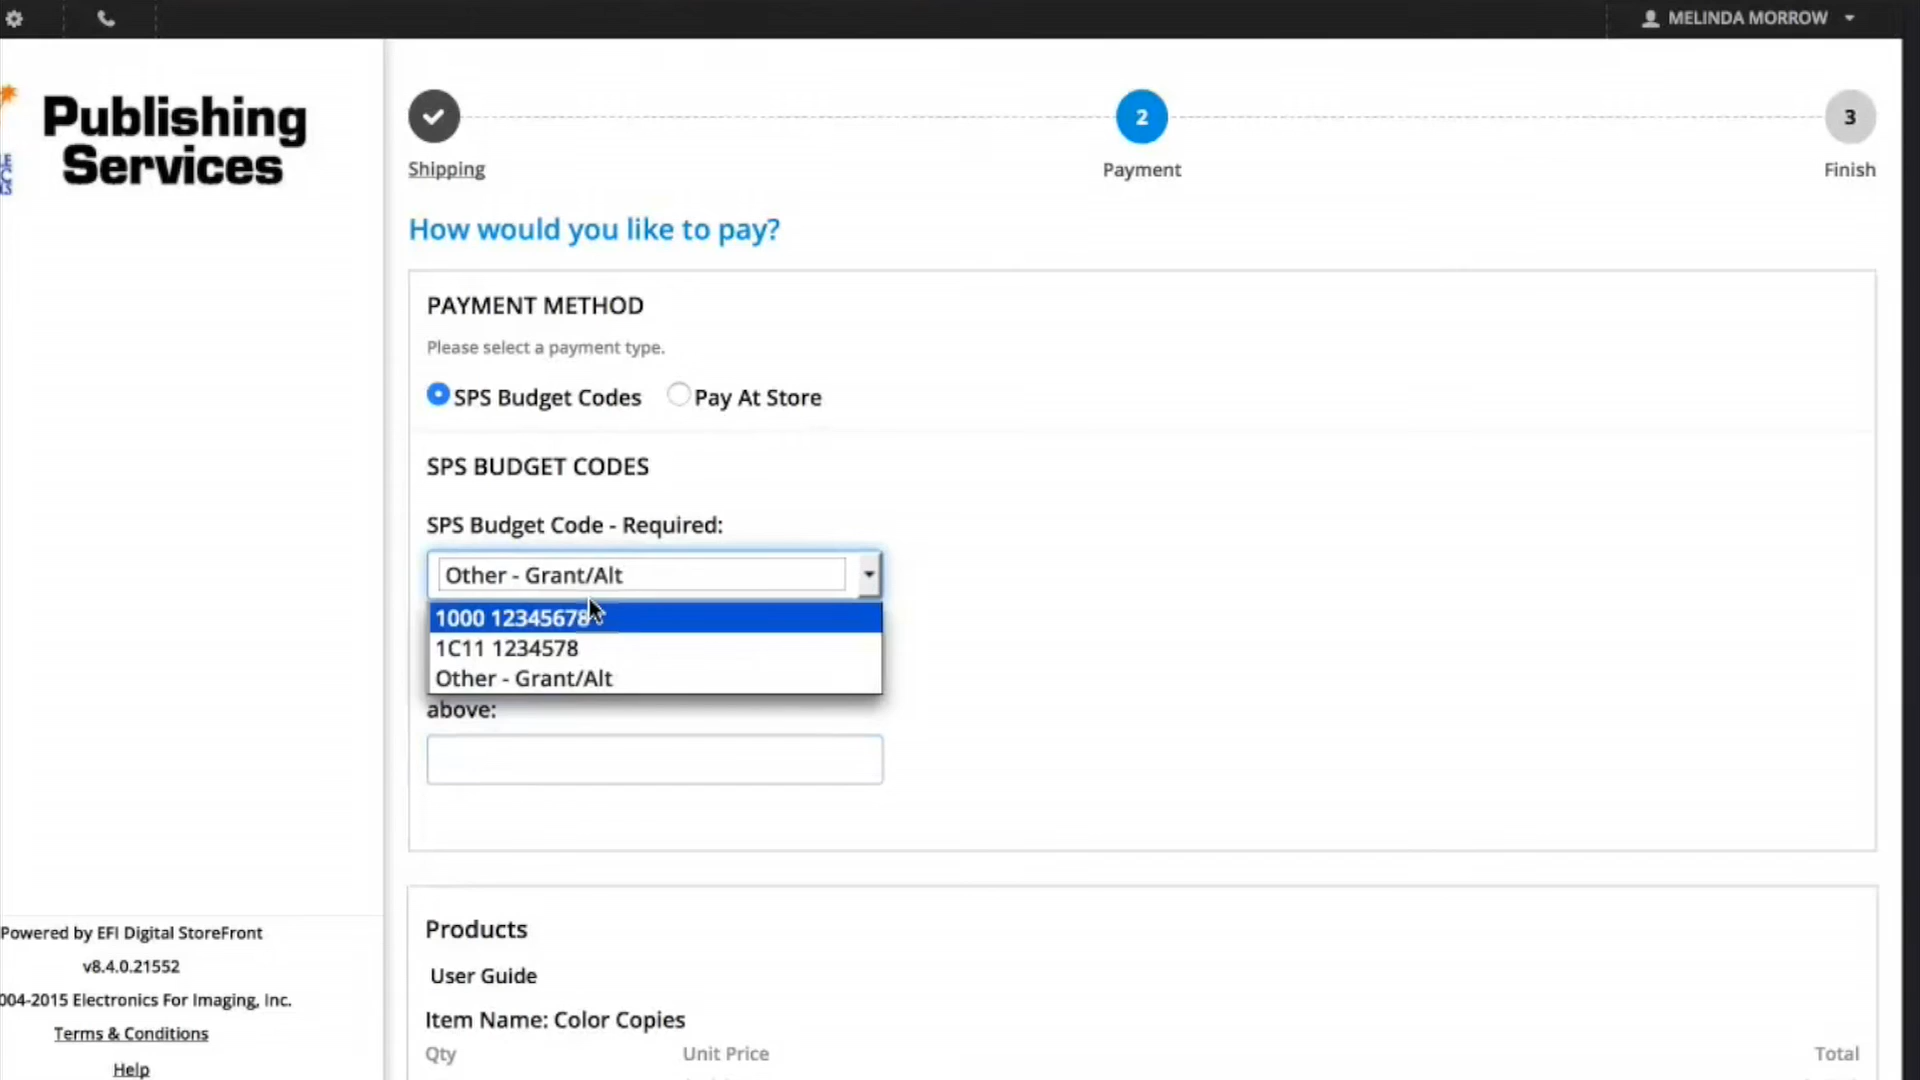 MELINDA MORROW
Publishing
Services
2
3
Shipping
Payment
Finish
How would you like to pay?
PAYMENT METHOD
Please select a payment type.
SPS Budget Codes
Pay At Store
SPS BUDGET CODES
SPS Budget Code - Required:
Other - Grant/Alt
1000 12345678
1C11 1234578
Other - Grant/Alt
above:
Products
User Guide
Item Name: Color Copies
Qty Unit Price Total
Powered by EFI Digital StoreFront
v8.4.0.21552
004-2015 Electronics For Imaging, Inc.
Terms & Conditions
Help